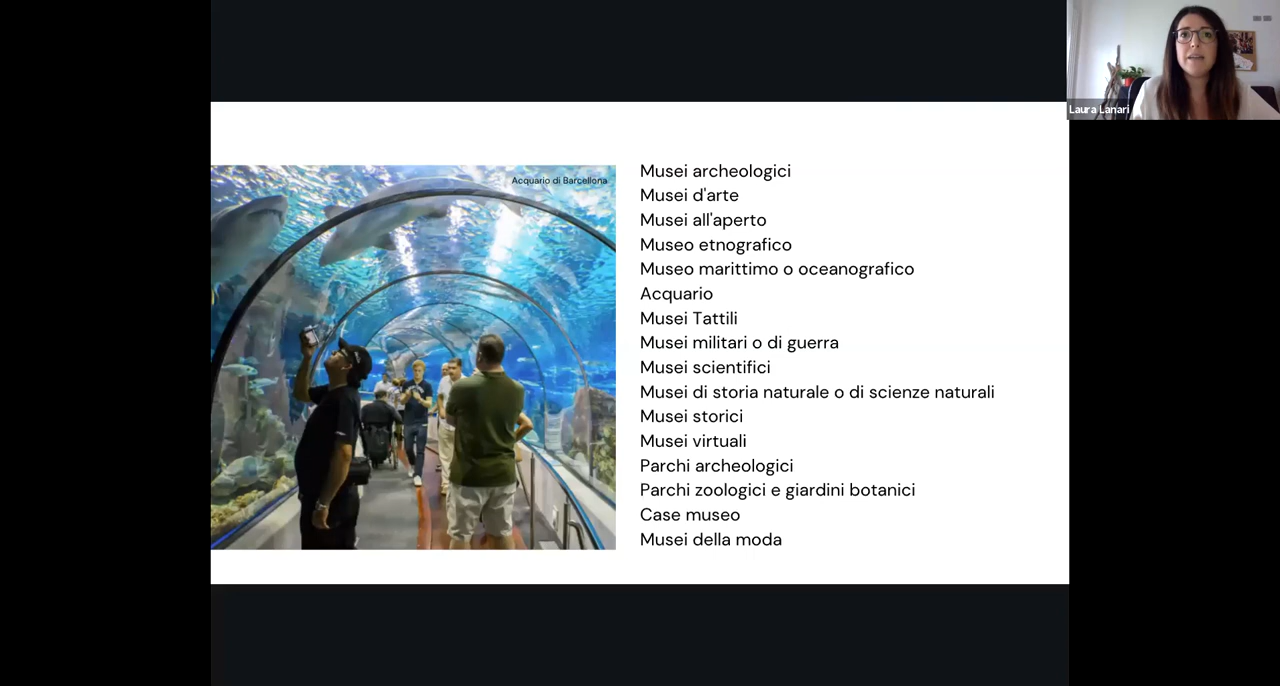 Laura Lanari
Acquario di Barcellona
Musei archeologici
Musei d'arte
Musei all'aperto
Museo etnografico
Museo marittimo o oceanografico
Acquario
Musei Tattili
Musei militari o di guerra
Musei scientifici
Musei di storia naturale o di scienze naturali
Musei storici
Musei virtuali
Parchi archeologici
Parchi zoologici e giardini botanici
Case museo
Musei della moda